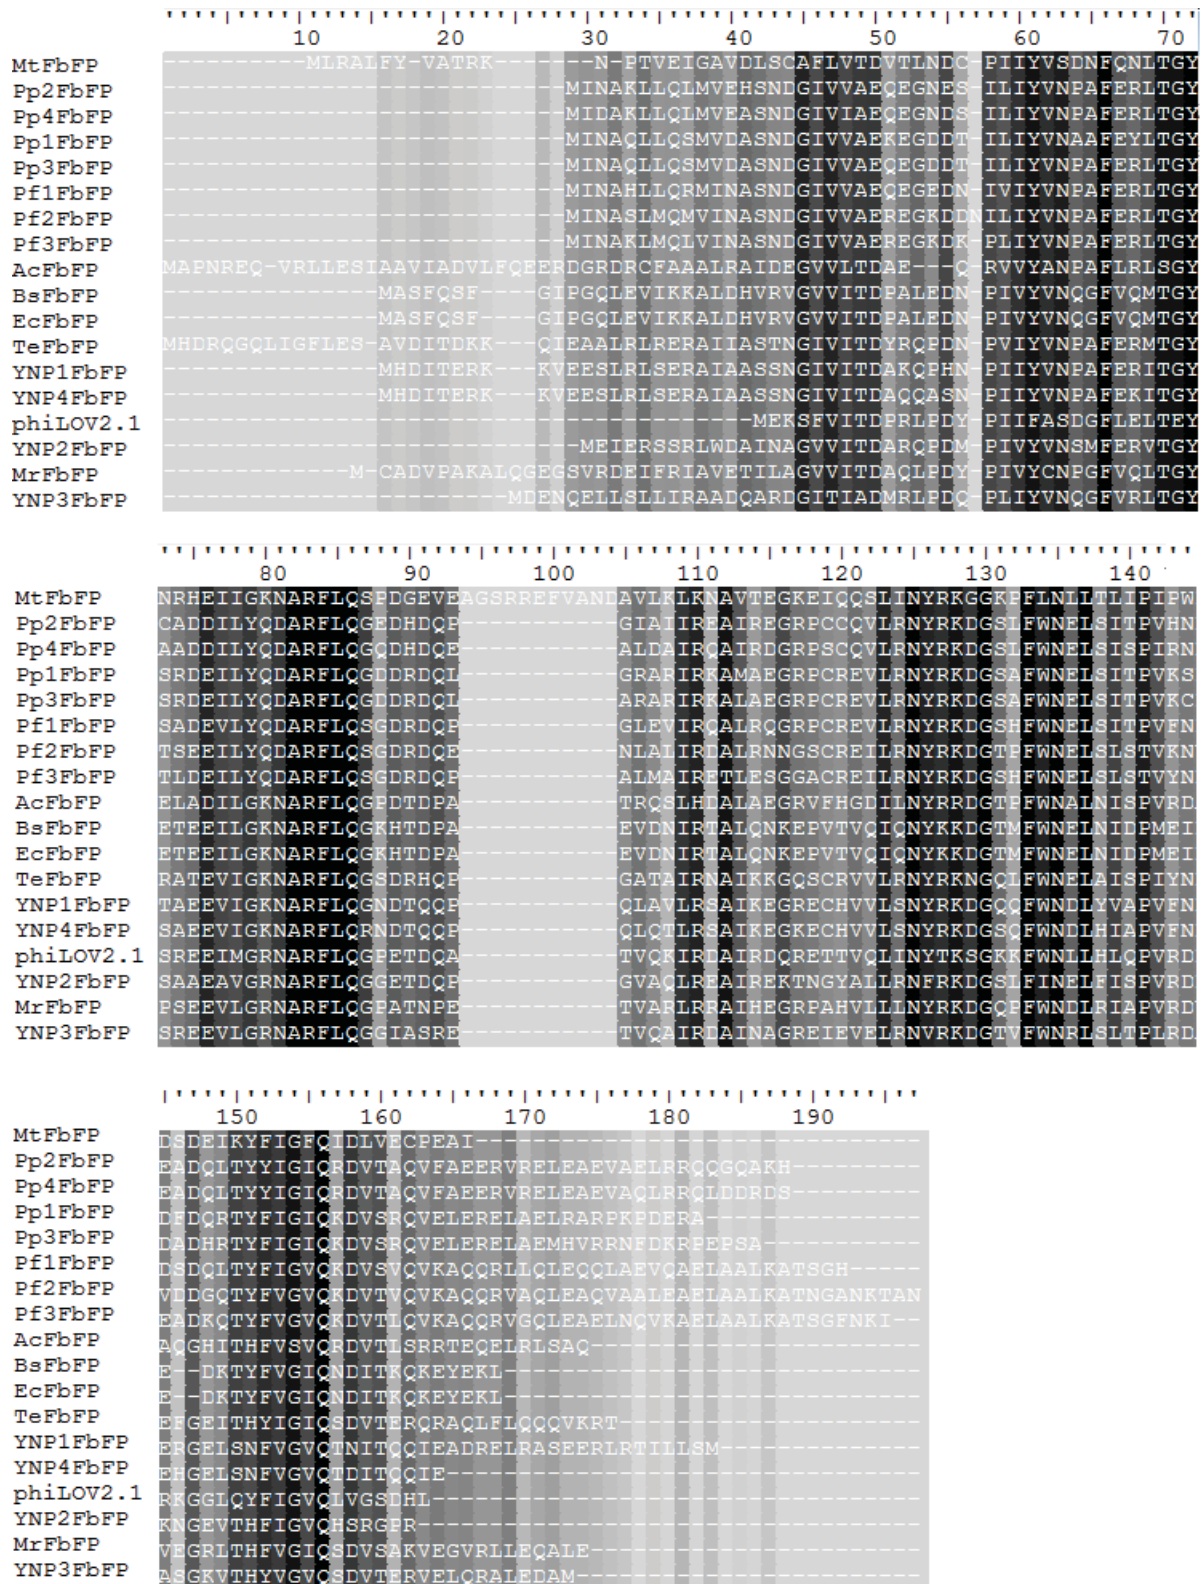 10 20 30 40 50 60 70
MtFbFP ----------MLRALFY-VATRK-------N-PTVEIGAVDLSCAFLVTDVTLNDC-PIIYVSDNFQNLTGY
Pp2FbFP ----------------------------MINAKLLQLMVEHSNDGIVVAEQEGNES-ILIYVNPAFERLTGY
Pp4FbFP ----------------------------MIDAKLLQLMVEASNDGIVIAEQEGNDS-ILIYVNPAFERLTGY
Pp1FbFP ----------------------------MINAQLLQSMVDASNDGIVVAEKEGDDT-ILIYVNAAFEYLTGY
Pp3FbFP ----------------------------MINAQLLQSMVDASNDGIVVAEQEGDDT-ILIYVNPAFERLTGY
Pf1FbFP ----------------------------MINAHLLQRMINASNDGIVVAEQEGEDN-IVIYVNPAFERLTGY
Pf2FbFP ----------------------------MINASLMQMVINASNDGIVVAEREGKDDNILIYVNPAFERLTGY
Pf3FbFP ----------------------------MINAKLMQLVINASNDGIVVAEREGKDK-PLIYVNPAFERLTGY
AcFbFP MAPNREQ-VRLLESIAAVIADVLFQEERDGRDRCFAAALRAIDEGVVLTDAE---Q-RVVYANPAFLRLSGY
BsFbFP ---------------MASFQSF----GIPGQLEVIKKALDHVRVGVVITDPALEDN-PIVYVNQGFVQMTGY
EcFbFP ---------------MASFQSF----GIPGQLEVIKKALDHVRVGVVITDPALEDN-PIVYVNQGFVQMTGY
TeFbFP MHDRQGQLIGFLES-AVDITDKK---QIEAALRLRERAIIASTNGIVITDYRQPDN-PVIYVNPAFERMTGY
YNP1FbFP ---------------MHDITERK---KVEESLRLSERAIAASSNGIVITDAKQPHN-PIIYVNPAFERITGY
YNP4FbFP ---------------MHDITERK---KVEESLRLSERAIAASSNGIVITDAQQASN-PIIYVNPAFEKITGY
phiLOV2.1 -----------------------------------------MEKSFVITDPRLPDY-PIIFASDGFLELTEY
YNP2FbFP -----------------------------MEIERSSRLWDAINAGVVITDARQPDM-PIVYVNSMFERVTGY
MrFbFP -------------M-CADVPAKALQGEGSVRDEIFRIAVETILAGVVITDAQLPDY-PIVYCNPGFVQLTGY
YNP3FbFP ------------------------MDENQELLSLLIRAADQARDGITIADMRLPDQ-PLIYVNQGFVRLTGY
80 90 100 110 120 130 140
MtFbFP NRHEIIGKNARFLQSPDGEVEAGSRREFVANDAVLKLKNAVTEGKEIQQSLINYRKGGKPFLNLLTLIPIPW
Pp2FbFP CADDILYQDARFLQGEDHDQP-----------GIAIIREAIREGRPCCQVLRNYRKDGSLFWNELSITPVHN
Pp4FbFP AADDILYQDARFLQGQDHDQE-----------ALDAIRQAIRDGRPSCQVLRNYRKDGSLFWNELSISPIRN
Pp1FbFP SRDEILYQDARFLQGDDRDQL-----------GRARIRKAMAEGRPCREVLRNYRKDGSAFWNELSITPVKS
Pp3FbFP SRDEILYQDARFLQGDDRDQL-----------ARARIRKALAEGRPCREVLRNYRKDGSAFWNELSITPVKC
Pf1FbFP SADEVLYQDARFLQSGDRDQP-----------GLEVIRQALRQGRPCREVLRNYRKDGSHFWNELSITPVFN
Pf2FbFP TSEEILYQDARFLQSGDRDQE-----------NLALIRDALRNNGSCREILRNYRKDGTPFWNELSLSTVKN
Pf3FbFP TLDEILYQDARFLQSGDRDQP-----------ALMAIRETLESGGACREILRNYRKDGSHFWNELSLSTVYN
AcFbFP ELADILGKNARFLQGPDTDPA-----------TRQSLHDALAEGRVFHGDILNYRRDGTPFWNALNISPVRD
BsFbFP ETEEILGKNARFLQGKHTDPA-----------EVDNIRTALQNKEPVTVQIQNYKKDGTMFWNELNIDPMEI
EcFbFP ETEEILGKNARFLQGKHTDPA-----------EVDNIRTALQNKEPVTVQIQNYKKDGTMFWNELNIDPMEI
TeFbFP RATEVIGKNARFLQGSDRHQP-----------GATAIRNAIKKGQSCRVVLRNYRKNGQLFWNELAISPIYN
YNP1FbFP TAEEVIGKNARFLQGNDTQQP-----------QLAVLRSAIKEGRECHVVLSNYRKDGQQFWNDLYVAPVFN
YNP4FbFP SAEEVIGKNARFLQRNDTQQP-----------QLQTLRSAIKEGKECHVVLSNYRKDGSQFWNDLHIAPVFN
phiLOV2.1 SREEIMGRNARFLQGPETDQA-----------TVQKIRDAIRDQRETTVQLINYTKSGKKFWNLLHLQPVRD
YNP2FbFP SAAEAVGRNARFLQGGETDQP-----------GVAQLREAIREKTNGYALLRNFRKDGSLFINELFISPVRD
MrFbFP PSEEVLGRNARFLQGPATNPE-----------TVARLRRAIHEGRPAHVLLLNYRKDGQPFWNDLRIAPVRD
YNP3FbFP SREEVLGRNARFLQGGIASRE-----------TVQAIRDAINAGREIEVELRNVRKDGTVFWNRLSLTPLRD
150 160 170 180 190
MtFbFP DSDEIKYFIGFQIDLVECPEAI-------------------------------
Pp2FbFP EADQLTYYIGIQRDVTAQVFAEERVRELEAEVAELRRQQGQAKH---------
Pp4FbFP EADQLTYYIGIQRDVTAQVFAEERVRELEAEVAQLRRQLDDRDS---------
Pp1FbFP DFDQRTYFIGIQKDVSRQVELERELAELRARPKPDERA---------------
Pp3FbFP DADHRTYFIGIQKDVSRQVELERELAEMHVRRNFDKRPEPSA-----------
Pf1FbFP DSDQLTYFIGVQKDVSVQVKAQQRLLQLEQQLAEVQAELAALKATSGH-----
Pf2FbFP VDDGQTYFVGVQKDVTVQVKAQQRVAQLEAQVAALEAELAALKATNGANKTAN
Pf3FbFP EADKQTYFVGVQKDVTLQVKAQQRVGQLEAELNQVKAELAALKATSGFNKI--
AcFbFP AQGHITHFVSVQRDVTLSRRTEQELRLSAQ-----------------------
BsFbFP E--DKTYFVGIQNDITKQKEYEKL-----------------------------
EcFbFP E--DKTYFVGIQNDITKQKEYEKL-----------------------------
TeFbFP EFGEITHYIGIQSDVTERQRAQLFLQQQVKRT---------------------
YNP1FbFP ERGELSNFVGVQTNITQQIEADRELRASEERLRTILLSM--------------
YNP4FbFP EHGELSNFVGVQTDITQQIE---------------------------------
phiLOV2.1 RKGGLQYFIGVQLVGSDHL----------------------------------
YNP2FbFP KNGEVTHFIGVQHSRGPR-----------------------------------
MrFbFP VEGRLTHFVGIQSDVSAKVEGVRLLEQALE-----------------------
YNP3FbFP ASGKVTHYVGVQSDVTERVELQRALEDAM------------------------